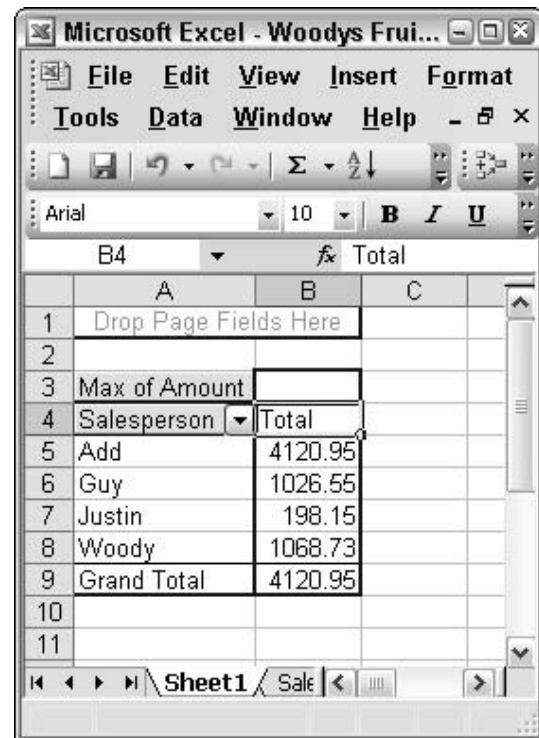 Microsoft Excel - Woodys Frui...
File Edit View Insert Format
Tools Data Window Help
Σ A Z
Arial 10 B I U
B4 fx Total
A B C
1 Drop Page Fields Here
2
3 Max of Amount
4 Salesperson Total
5 Add 4120.95
6 Guy 1026.55
7 Justin 198.15
8 Woody 1068.73
9 Grand Total 4120.95
10
11
Sheet1 Sale